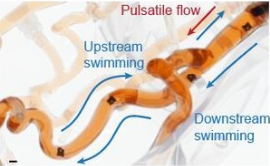 Pulsatile flow
Upstream
swimming
Downstream
swimming